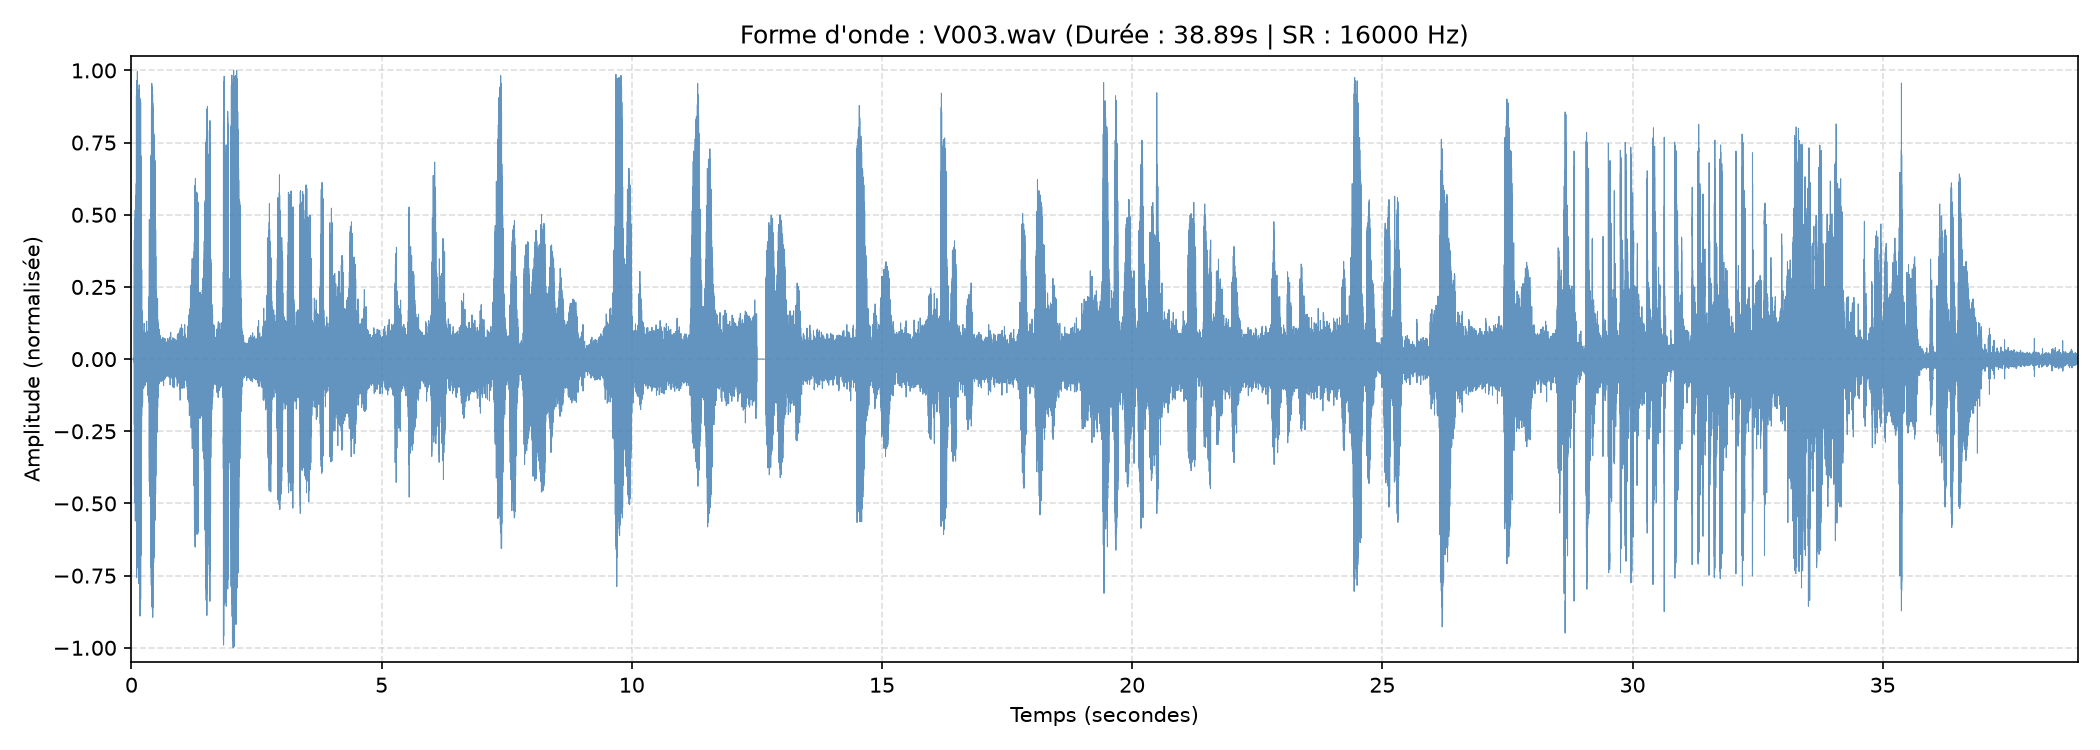 Forme d'onde : V003.wav (Durée : 38.89s | SR : 16000 Hz)
Amplitude (normalisée)
1.00
0.75
0.50
0.25
0.00
−0.25
−0.50
−0.75
−1.00
0 5 10 15 20 25 30 35
Temps (secondes)